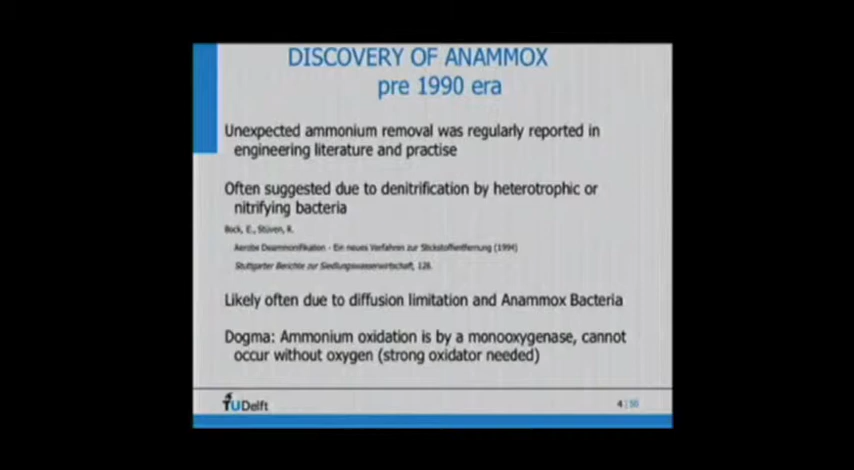 DISCOVERY OF ANAMMOX
pre 1990 era
Unexpected ammonium removal was regularly reported in
engineering literature and practise
Often suggested due to denitrification by heterotrophic or
nitrifying bacteria
Bock, E., Stüven, R.
Aerobe Deammonifikation - Ein neues Verfahren zur Stickstoffentfernung (1994)
Stuttgarter Berichte zur Siedlungswasserwirtschaft, 128.
Likely often due to diffusion limitation and Anammox Bacteria
Dogma: Ammonium oxidation is by a monooxygenase, cannot
occur without oxygen (strong oxidator needed)
TUDelft
4 | 50